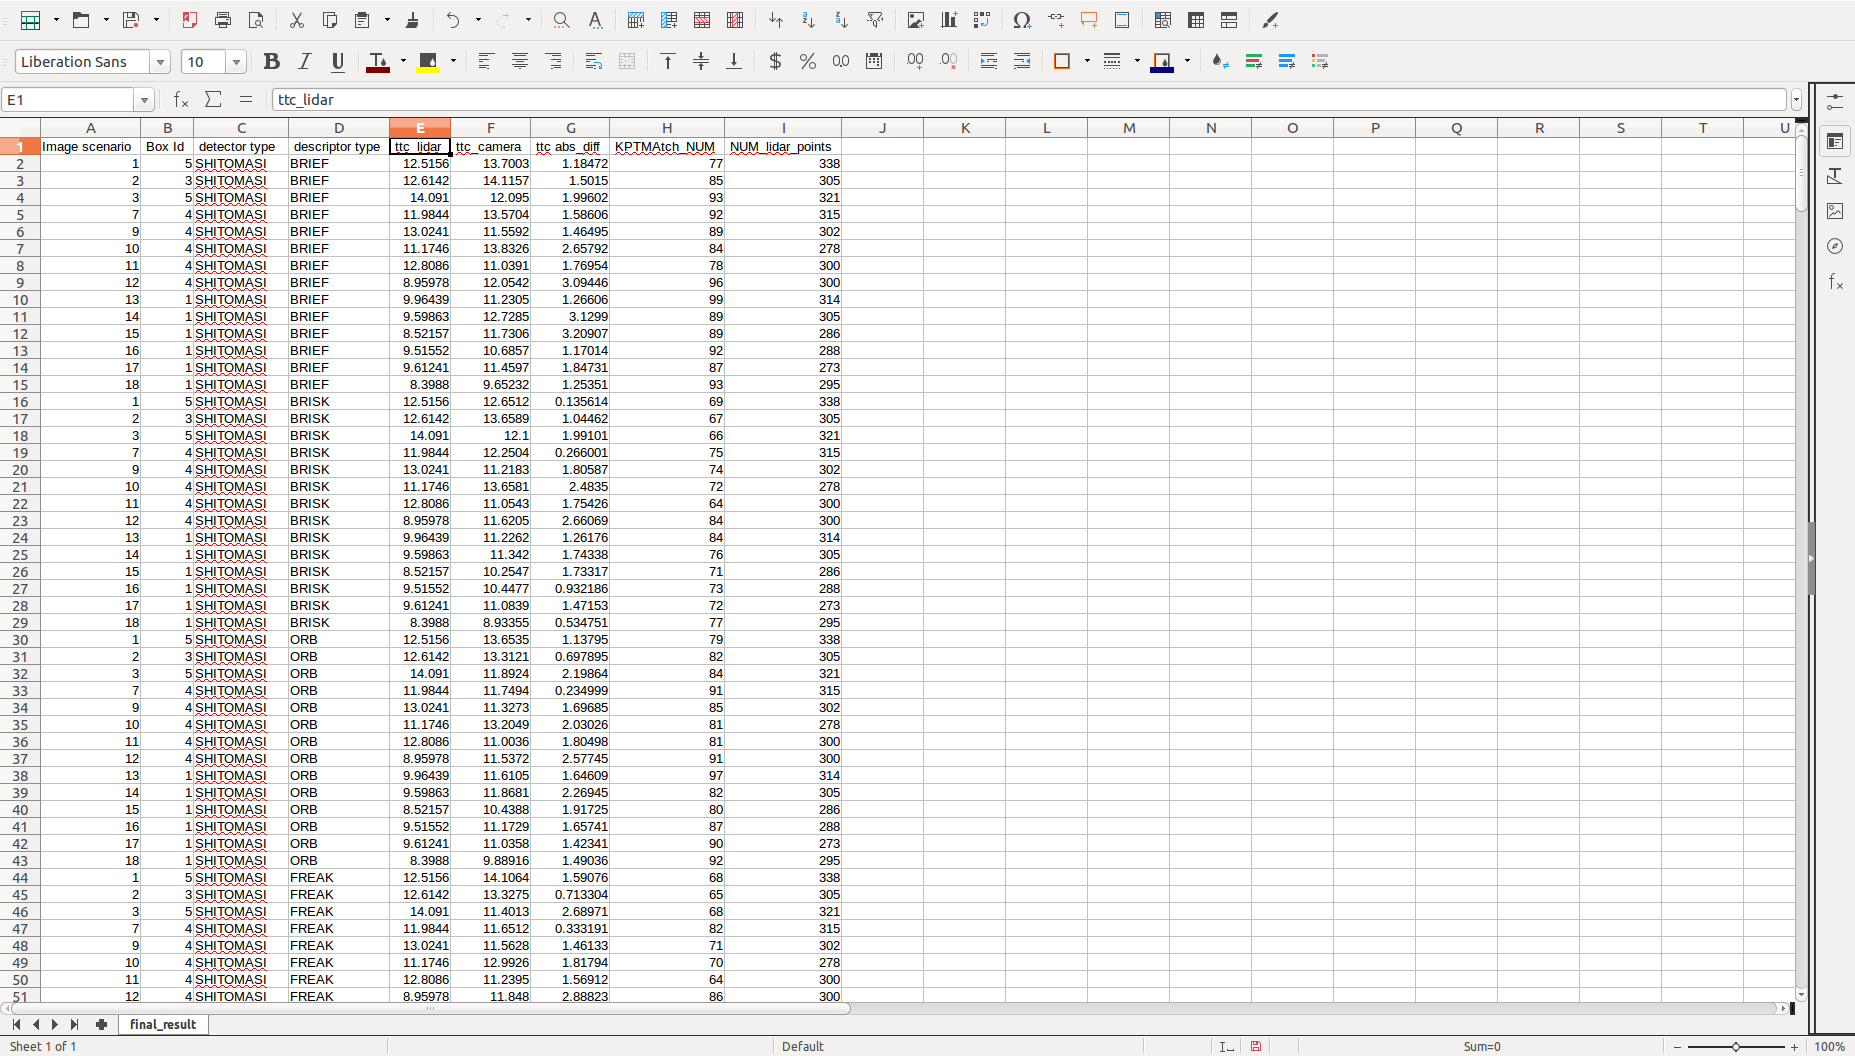 Liberation Sans 10
E1 ttc_lidar
A B C D E F G H I J K L M N O P Q R S T U
1 Image scenario Box Id detector type descriptor type ttc_lidar ttc_camera ttc abs_diff KPTMAtch_NUM NUM_lidar_points
2 1 5 SHITOMASI BRIEF 12.5156 13.7003 1.18472 77 338
3 2 3 SHITOMASI BRIEF 12.6142 14.1157 1.5015 85 305
4 3 5 SHITOMASI BRIEF 14.091 12.095 1.99602 93 321
5 7 4 SHITOMASI BRIEF 11.9844 13.5704 1.58606 92 315
6 9 4 SHITOMASI BRIEF 13.0241 11.5592 1.46495 89 302
7 10 4 SHITOMASI BRIEF 11.1746 13.8326 2.65792 84 278
8 11 4 SHITOMASI BRIEF 12.8086 11.0391 1.76954 78 300
9 12 4 SHITOMASI BRIEF 8.95978 12.0542 3.09446 96 300
10 13 1 SHITOMASI BRIEF 9.96439 11.2305 1.26606 99 314
11 14 1 SHITOMASI BRIEF 9.59863 12.7285 3.1299 89 305
12 15 1 SHITOMASI BRIEF 8.52157 11.7306 3.20907 89 286
13 16 1 SHITOMASI BRIEF 9.51552 10.6857 1.17014 92 288
14 17 1 SHITOMASI BRIEF 9.61241 11.4597 1.84731 87 273
15 18 1 SHITOMASI BRIEF 8.3988 9.65232 1.25351 93 295
16 1 5 SHITOMASI BRISK 12.5156 12.6512 0.135614 69 338
17 2 3 SHITOMASI BRISK 12.6142 13.6589 1.04462 67 305
18 3 5 SHITOMASI BRISK 14.091 12.1 1.99101 66 321
19 7 4 SHITOMASI BRISK 11.9844 12.2504 0.266001 75 315
20 9 4 SHITOMASI BRISK 13.0241 11.2183 1.80587 74 302
21 10 4 SHITOMASI BRISK 11.1746 13.6581 2.4835 72 278
22 11 4 SHITOMASI BRISK 12.8086 11.0543 1.75426 64 300
23 12 4 SHITOMASI BRISK 8.95978 11.6205 2.66069 84 300
24 13 1 SHITOMASI BRISK 9.96439 11.2262 1.26176 84 314
25 14 1 SHITOMASI BRISK 9.59863 11.342 1.74338 76 305
26 15 1 SHITOMASI BRISK 8.52157 10.2547 1.73317 71 286
27 16 1 SHITOMASI BRISK 9.51552 10.4477 0.932186 73 288
28 17 1 SHITOMASI BRISK 9.61241 11.0839 1.47153 72 273
29 18 1 SHITOMASI BRISK 8.3988 8.93355 0.534751 77 295
30 1 5 SHITOMASI ORB 12.5156 13.6535 1.13795 79 338
31 2 3 SHITOMASI ORB 12.6142 13.3121 0.697895 82 305
32 3 5 SHITOMASI ORB 14.091 11.8924 2.19864 84 321
33 7 4 SHITOMASI ORB 11.9844 11.7494 0.234999 91 315
34 9 4 SHITOMASI ORB 13.0241 11.3273 1.69685 85 302
35 10 4 SHITOMASI ORB 11.1746 13.2049 2.03026 81 278
36 11 4 SHITOMASI ORB 12.8086 11.0036 1.80498 81 300
37 12 4 SHITOMASI ORB 8.95978 11.5372 2.57745 91 300
38 13 1 SHITOMASI ORB 9.96439 11.6105 1.64609 97 314
39 14 1 SHITOMASI ORB 9.59863 11.8681 2.26945 82 305
40 15 1 SHITOMASI ORB 8.52157 10.4388 1.91725 80 286
41 16 1 SHITOMASI ORB 9.51552 11.1729 1.65741 87 288
42 17 1 SHITOMASI ORB 9.61241 11.0358 1.42341 90 273
43 18 1 SHITOMASI ORB 8.3988 9.88916 1.49036 92 295
44 1 5 SHITOMASI FREAK 12.5156 14.1064 1.59076 68 338
45 2 3 SHITOMASI FREAK 12.6142 13.3275 0.713304 65 305
46 3 5 SHITOMASI FREAK 14.091 11.4013 2.68971 68 321
47 7 4 SHITOMASI FREAK 11.9844 11.6512 0.333191 82 315
48 9 4 SHITOMASI FREAK 13.0241 11.5628 1.46133 71 302
49 10 4 SHITOMASI FREAK 11.1746 12.9926 1.81794 70 278
50 11 4 SHITOMASI FREAK 12.8086 11.2395 1.56912 64 300
51 12 4 SHITOMASI FREAK 8.95978 11.848 2.88823 86 300
final_result
Sheet 1 of 1 Default Sum=0 100%